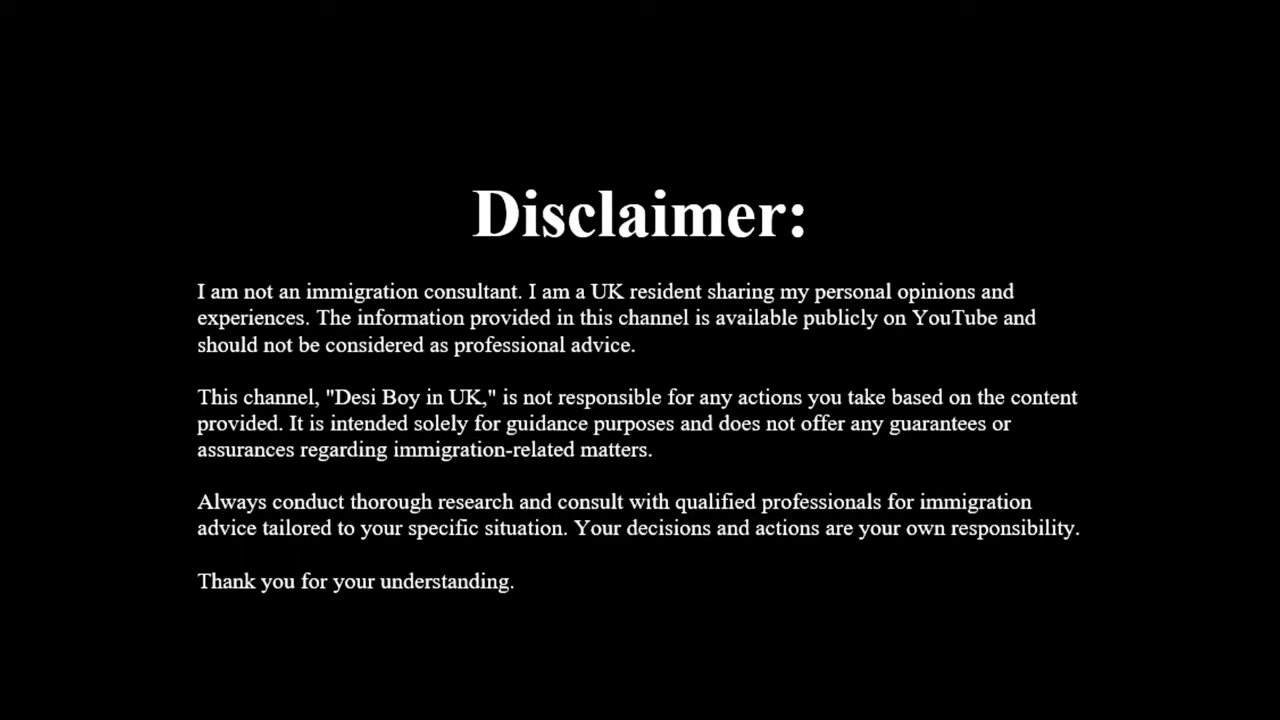 Disclaimer:
I am not an immigration consultant. I am a UK resident sharing my personal opinions and
experiences. The information provided in this channel is available publicly on YouTube and
should not be considered as professional advice.
This channel, "Desi Boy in UK," is not responsible for any actions you take based on the content
provided. It is intended solely for guidance purposes and does not offer any guarantees or
assurances regarding immigration-related matters.
Always conduct thorough research and consult with qualified professionals for immigration
advice tailored to your specific situation. Your decisions and actions are your own responsibility.
Thank you for your understanding.